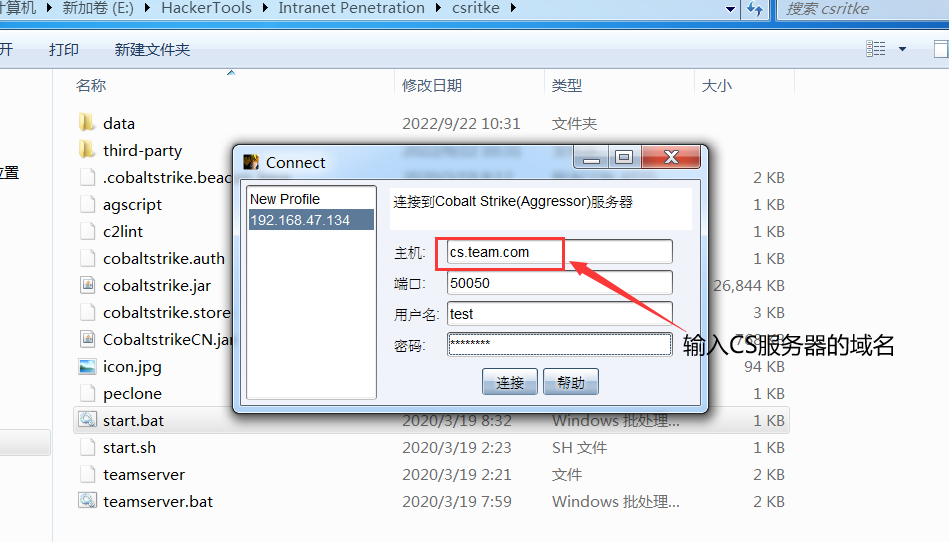 计算机 ▸ 新加卷 (E:) ▸ HackerTools ▸ Intranet Penetration ▸ csritke ▸
搜索 csritke
开 打印 新建文件夹
名称 修改日期 类型 大小
位置
data 2022/9/22 10:31 文件夹
third-party
.cobaltstrike.beac 2 KB
agscript 1 KB
c2lint 1 KB
cobaltstrike.auth 1 KB
cobaltstrike.jar 26,844 KB
cobaltstrike.store 3 KB
CobaltstrikeCN.jar KB
icon.jpg 94 KB
peclone 1 KB
start.bat 2020/3/19 8:32 Windows 批处理... 1 KB
start.sh 2020/3/19 2:23 SH 文件 1 KB
teamserver 2020/3/19 2:21 文件 2 KB
teamserver.bat 2020/3/19 7:59 Windows 批处理... 2 KB
Connect
New Profile
192.168.47.134
连接到Cobalt Strike(Aggressor)服务器
主机: cs.team.com
端口: 50050
用户名: test
密码: ********
连接 帮助
输入CS服务器的域名